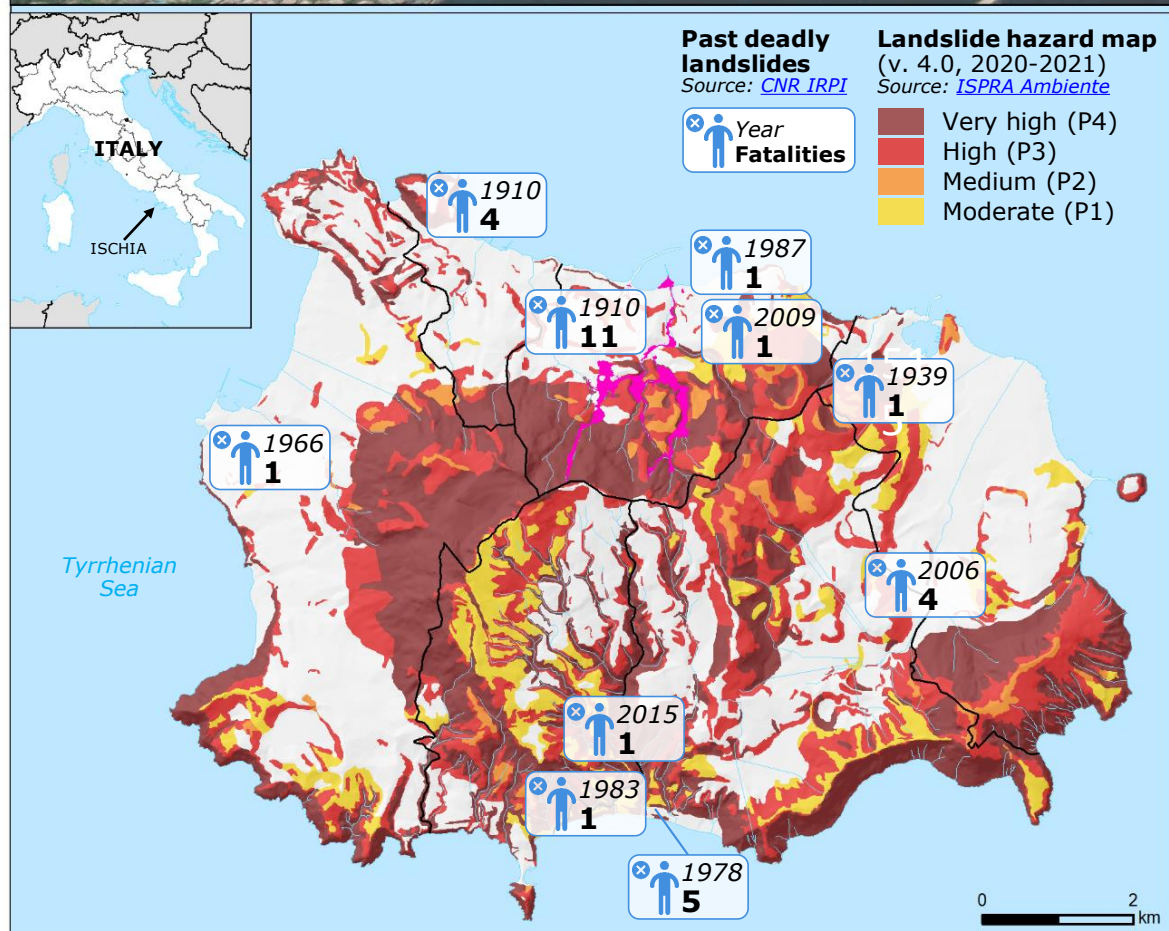 ITALY
ISCHIA
Past deadly
landslides
Source: CNR IRPI
Year
Fatalities
Landslide hazard map
(v. 4.0, 2020-2021)
Source: ISPRA Ambiente
Very high (P4)
High (P3)
Medium (P2)
Moderate (P1)
1910
4
1987
1
1910
11
2009
1
1939
1
1966
1
Tyrrhenian
Sea
2006
4
2015
1
1983
1
1978
5
0 2
km